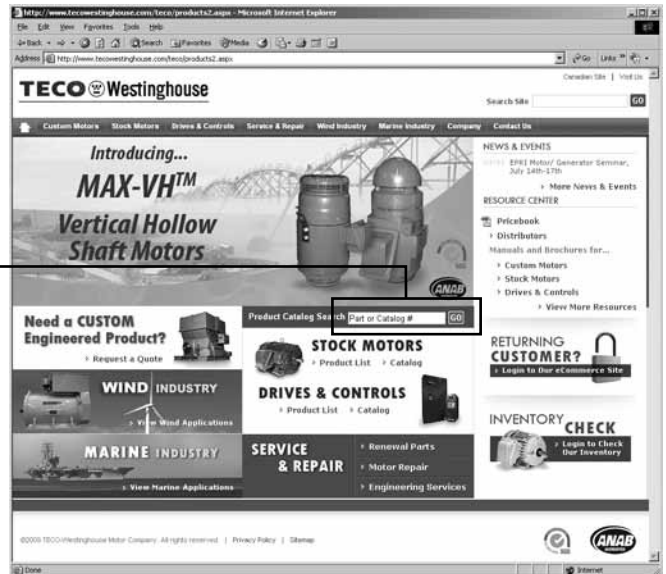 http://www.tecowestinghouse.com/teco/products2.aspx - Microsoft Internet Explorer
File Edit View Favorites Tools Help
Back Search Favorites Media
Address http://www.tecowestinghouse.com/teco/products2.aspx Go Links
Canadian Site | Visit Us
TECO Westinghouse
Search Site GO
Custom Motors Stock Motors Drives & Controls Service & Repair Wind Industry Marine Industry Company Contact Us
Introducing...
MAX-VH™
Vertical Hollow
Shaft Motors
ANAB
NEWS & EVENTS
EPRI Motor/ Generator Seminar,
July 14th-17th
› More News & Events
RESOURCE CENTER
Pricebook
› Distributors
Manuals and Brochures for...
› Custom Motors
› Stock Motors
› Drives & Controls
› View More Resources
Need a CUSTOM
Engineered Product?
› Request a Quote
Product Catalog Search Part or Catalog # GO
STOCK MOTORS
› Product List › Catalog
DRIVES & CONTROLS
› Product List › Catalog
RETURNING
CUSTOMER?
› Login to Our eCommerce Site
WIND INDUSTRY
› View Wind Applications
INVENTORY CHECK
› Login to Check
Our Inventory
MARINE INDUSTRY
› View Marine Applications
SERVICE
& REPAIR
› Renewal Parts
› Motor Repair
› Engineering Services
TECO-Westinghouse Motor Company. All rights reserved. | Privacy Policy | Sitemap
ANAB
Done Internet